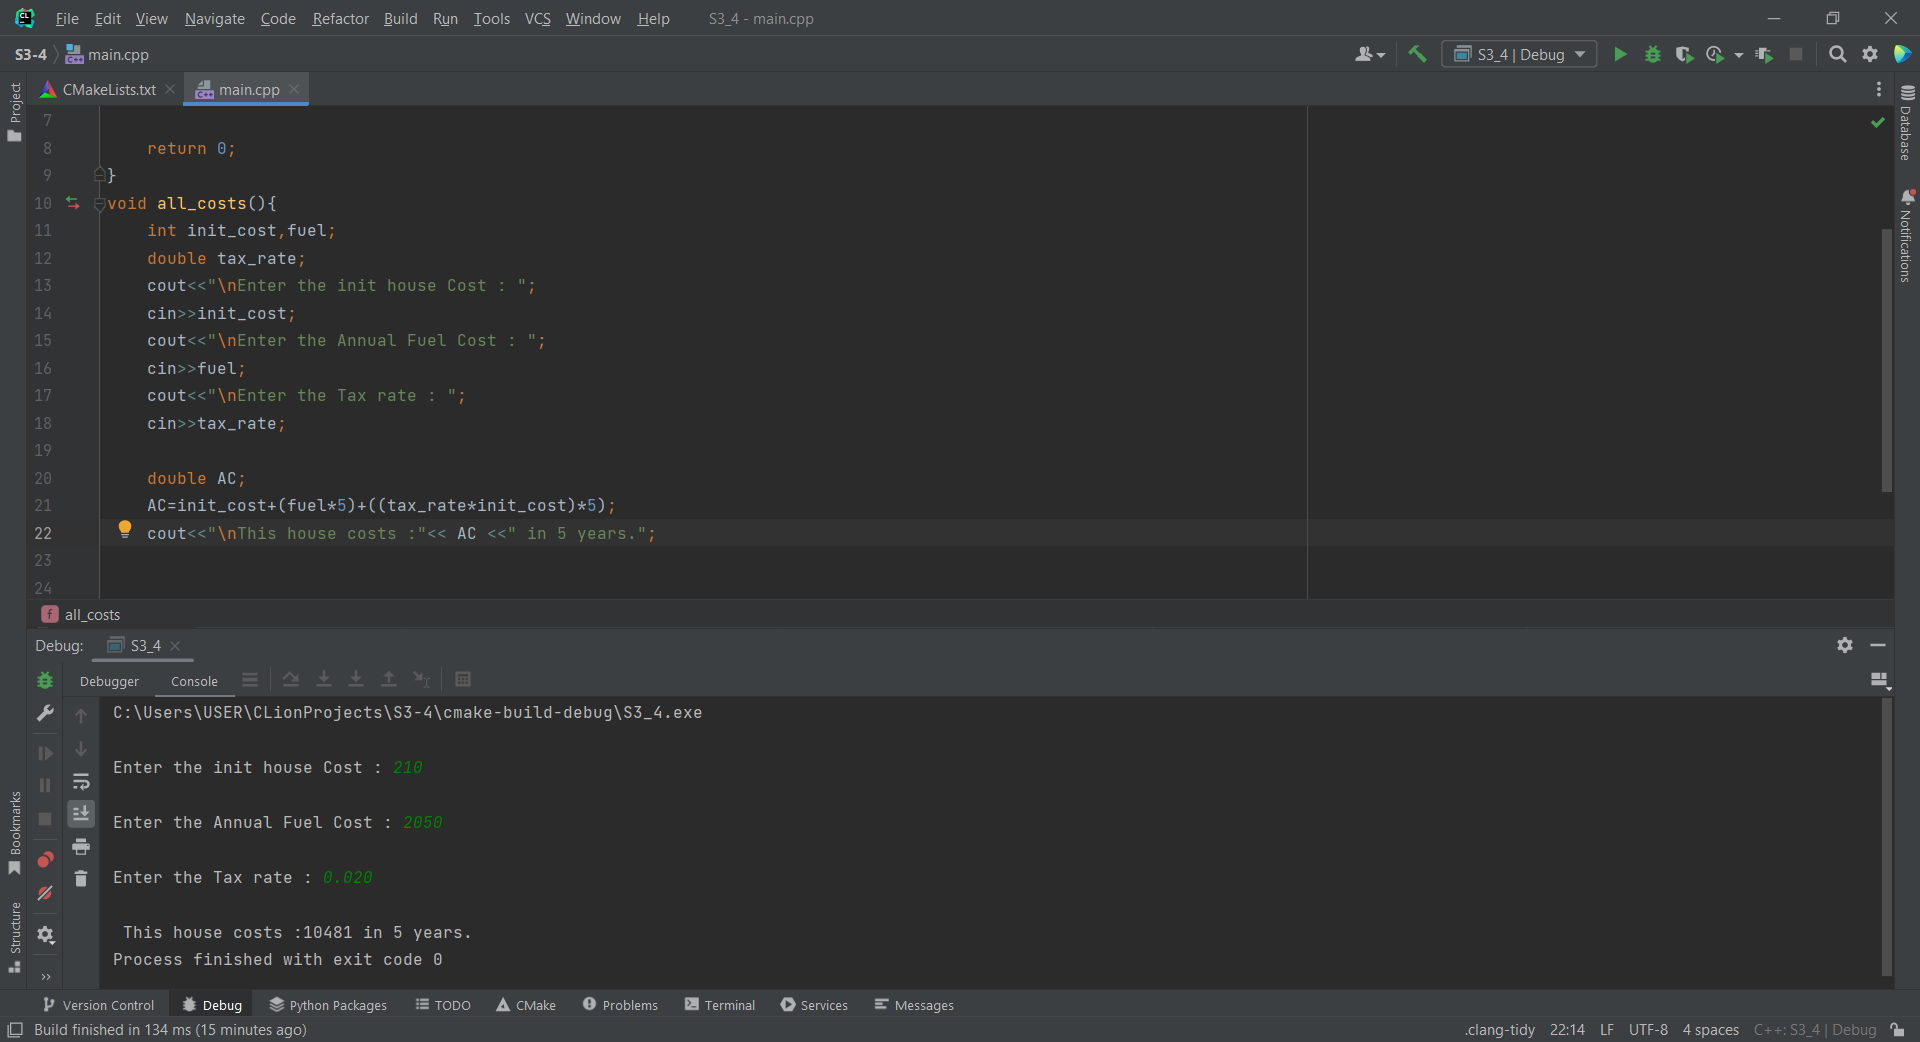 File Edit View Navigate Code Refactor Build Run Tools VCS Window Help S3_4 - main.cpp
S3-4 main.cpp S3_4 | Debug
CMakeLists.txt main.cpp
Project
Database
Notifications
7
8 return 0;
9 }
10 void all_costs(){
11 int init_cost,fuel;
12 double tax_rate;
13 cout<<"\nEnter the init house Cost : ";
14 cin>>init_cost;
15 cout<<"\nEnter the Annual Fuel Cost : ";
16 cin>>fuel;
17 cout<<"\nEnter the Tax rate : ";
18 cin>>tax_rate;
19
20 double AC;
21 AC=init_cost+(fuel*5)+((tax_rate*init_cost)*5);
22 cout<<"\nThis house costs :"<< AC <<" in 5 years.";
23
24
f all_costs
Debug: S3_4
Debugger Console
C:\Users\USER\CLionProjects\S3-4\cmake-build-debug\S3_4.exe
Enter the init house Cost : 210
Enter the Annual Fuel Cost : 2050
Enter the Tax rate : 0.020
This house costs :10481 in 5 years.
Process finished with exit code 0
Bookmarks
Structure
Version Control Debug Python Packages TODO CMake Problems Terminal Services Messages
Build finished in 134 ms (15 minutes ago) .clang-tidy 22:14 LF UTF-8 4 spaces C++: S3_4 | Debug